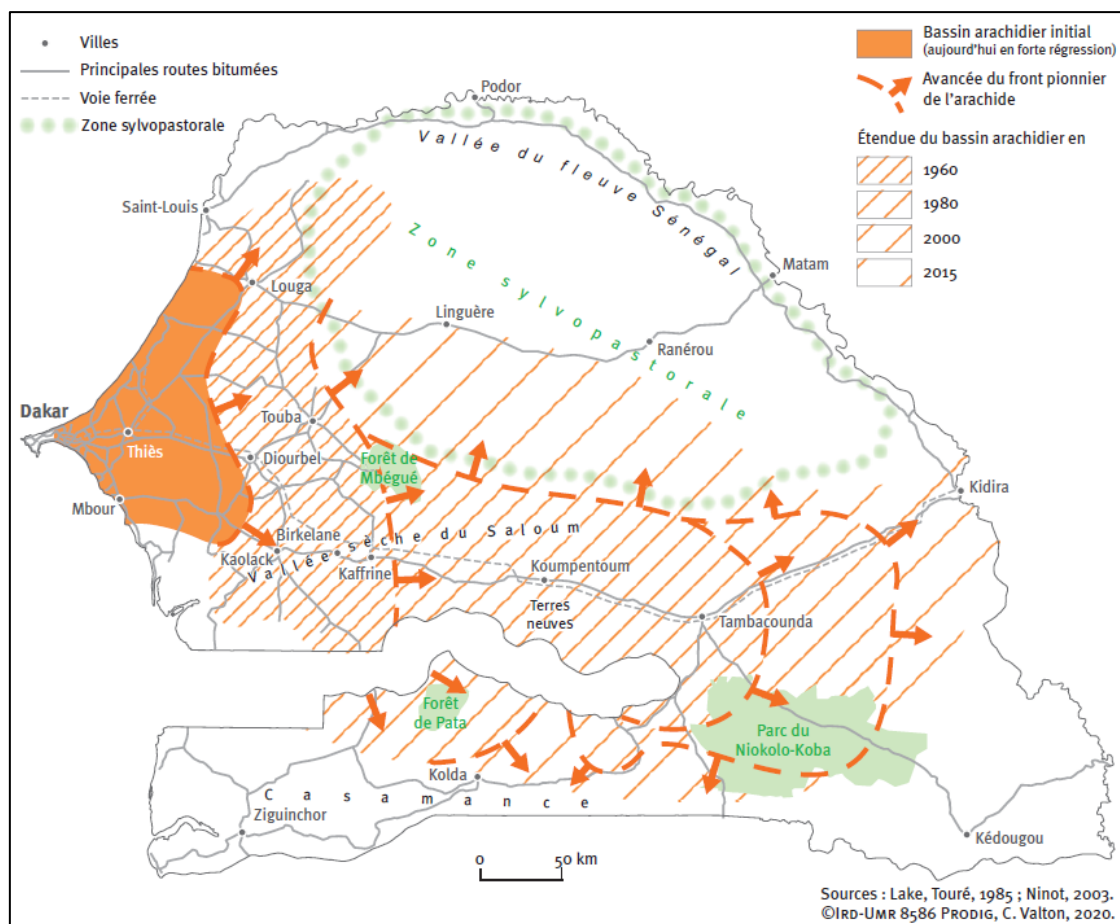 Villes
Principales routes bitumées
Voie ferrée
Zone sylvopastorale
Bassin arachidier initial
(aujourd'hui en forte régression)
Avancée du front pionnier
de l'arachide
Étendue du bassin arachidier en
1960
1980
2000
2015
Podor
Vallée du fleuve Sénégal
Saint-Louis
Zone sylvopastorale
Matam
Louga
Linguère
Ranérou
Dakar
Touba
Thiès
Diourbel
Forêt de
Mbégué
Mbour
Kidira
Birkelane
Vallée sèche du Saloum
Kaolack
Kaffrine
Koumpentoum
Terres
neuves
Tambacounda
Forêt
de Pata
Parc du
Niokolo-Koba
Kolda
Casamance
Ziguinchor
Kédougou
0 50 km
Sources : Lake, Touré, 1985 ; Ninot, 2003.
©IRD-UMR 8586 PRODIG, C. Valton, 2020.